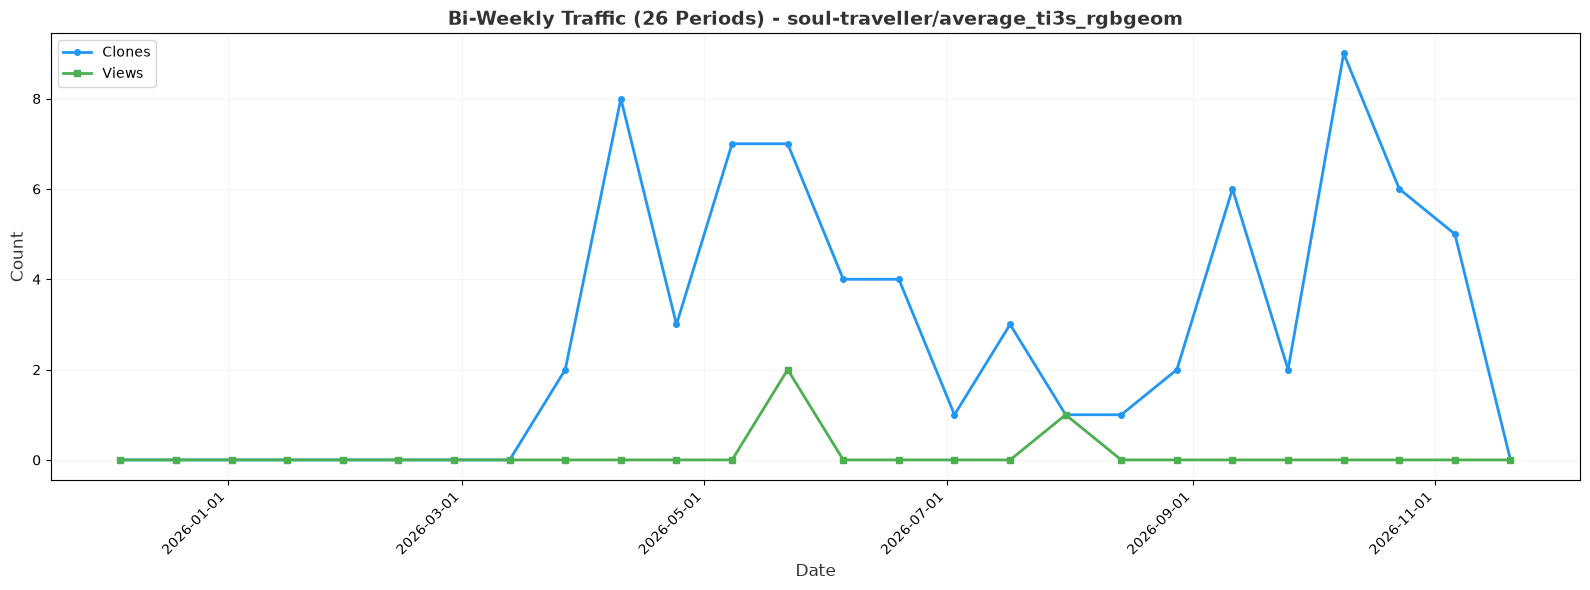 Bi-Weekly Traffic (26 Periods) - soul-traveller/average_ti3s_rgbgeom
Clones
Views
Count
8
6
4
2
0
2026-01-01
2026-03-01
2026-05-01
2026-07-01
2026-09-01
2026-11-01
Date